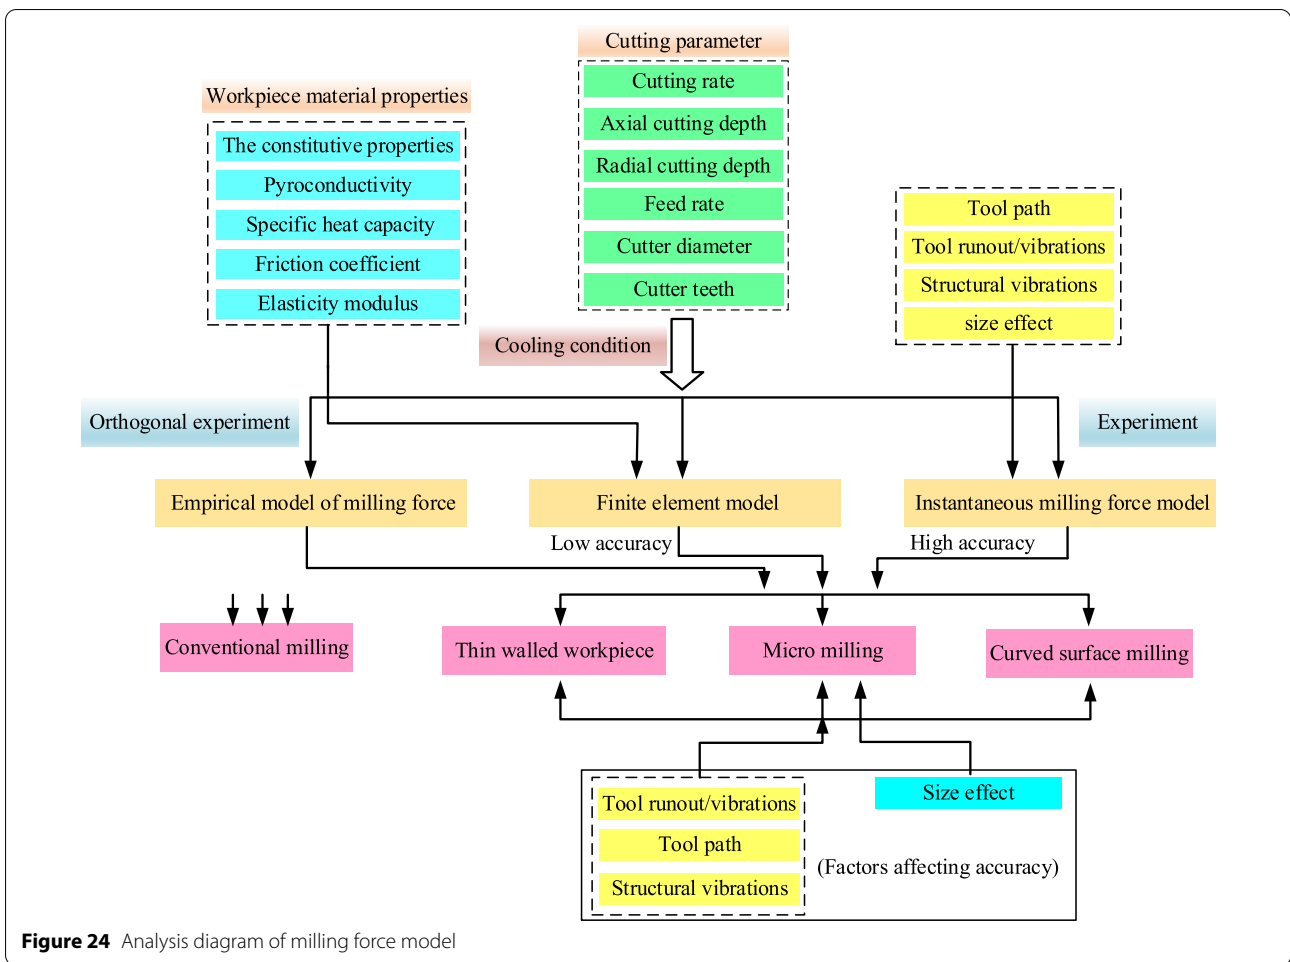 Cutting parameter
Cutting rate
Axial cutting depth
Radial cutting depth
Feed rate
Cutter diameter
Cutter teeth
Workpiece material properties
The constitutive properties
Pyroconductivity
Specific heat capacity
Friction coefficient
Elasticity modulus
Tool path
Tool runout/vibrations
Structural vibrations
size effect
Cooling condition
Orthogonal experiment
Experiment
Empirical model of milling force
Finite element model
Instantaneous milling force model
Low accuracy
High accuracy
Conventional milling
Thin walled workpiece
Micro milling
Curved surface milling
Tool runout/vibrations
Tool path
Structural vibrations
Size effect
(Factors affecting accuracy)
Figure 24 Analysis diagram of milling force model